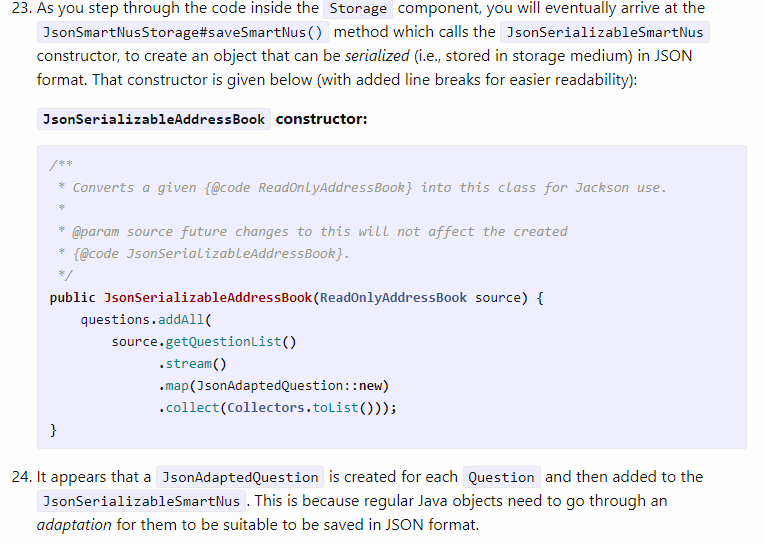 23. As you step through the code inside the Storage component, you will eventually arrive at the
JsonSmartNusStorage#saveSmartNus() method which calls the JsonSerializableSmartNus
constructor, to create an object that can be serialized (i.e., stored in storage medium) in JSON
format. That constructor is given below (with added line breaks for easier readability):
JsonSerializableAddressBook constructor:
/**
 * Converts a given {@code ReadOnlyAddressBook} into this class for Jackson use.
 *
 * @param source future changes to this will not affect the created
 * {@code JsonSerializableAddressBook}.
 */
public JsonSerializableAddressBook(ReadOnlyAddressBook source) {
    questions.addAll(
        source.getQuestionList()
              .stream()
              .map(JsonAdaptedQuestion::new)
              .collect(Collectors.toList()));
}
24. It appears that a JsonAdaptedQuestion is created for each Question and then added to the
JsonSerializableSmartNus. This is because regular Java objects need to go through an
adaptation for them to be suitable to be saved in JSON format.